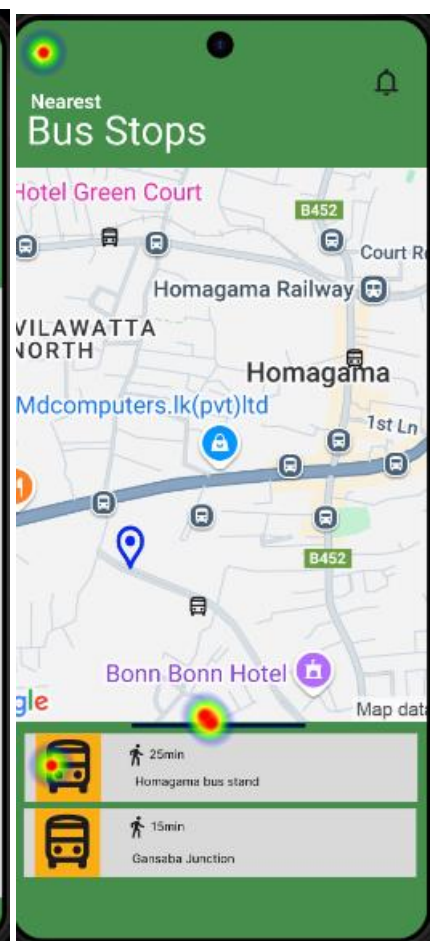 Nearest
Bus Stops
Hotel Green Court
B452
Court R
Homagama Railway
VILAWATTA
NORTH
Homagama
Mdcomputers.lk(pvt)ltd
1st Ln
B452
Bonn Bonn Hotel
gle
Map data
25min
Homagama bus stand
15min
Gansaba Junction